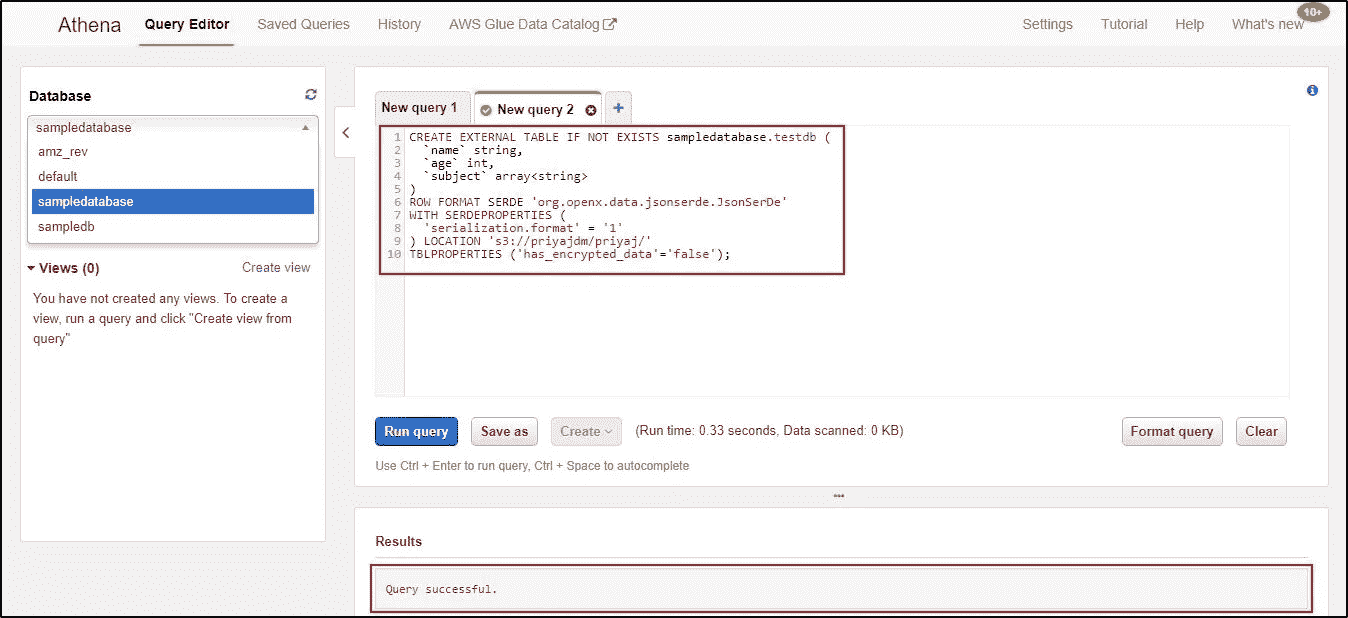 Athena Query Editor Saved Queries History AWS Glue Data Catalog Settings Tutorial Help What's new 10+
Database
sampledatabase
amz_rev
default
sampledatabase
sampledb
Views (0) Create view
You have not created any views. To create a
view, run a query and click "Create view from
query"
New query 1 New query 2 +
1 CREATE EXTERNAL TABLE IF NOT EXISTS sampledatabase.testdb (
2 `name` string,
3 `age` int,
4 `subject` array<string>
5 )
6 ROW FORMAT SERDE 'org.openx.data.jsonserde.JsonSerDe'
7 WITH SERDEPROPERTIES (
8 'serialization.format' = '1'
9 ) LOCATION 's3://priyajdm/priyaj/'
10 TBLPROPERTIES ('has_encrypted_data'='false');
Run query Save as Create (Run time: 0.33 seconds, Data scanned: 0 KB) Format query Clear
Use Ctrl + Enter to run query, Ctrl + Space to autocomplete
Results
Query successful.